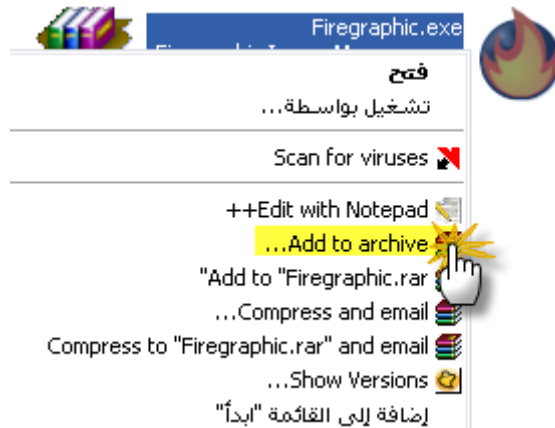 Firegraphic.exe
فتح
تشغيل بواسطة...
Scan for viruses
Edit with Notepad++
Add to archive...
Add to "Firegraphic.rar"
Compress and email...
Compress to "Firegraphic.rar" and email
Show Versions...
إضافة إلى القائمة "ابدأ"